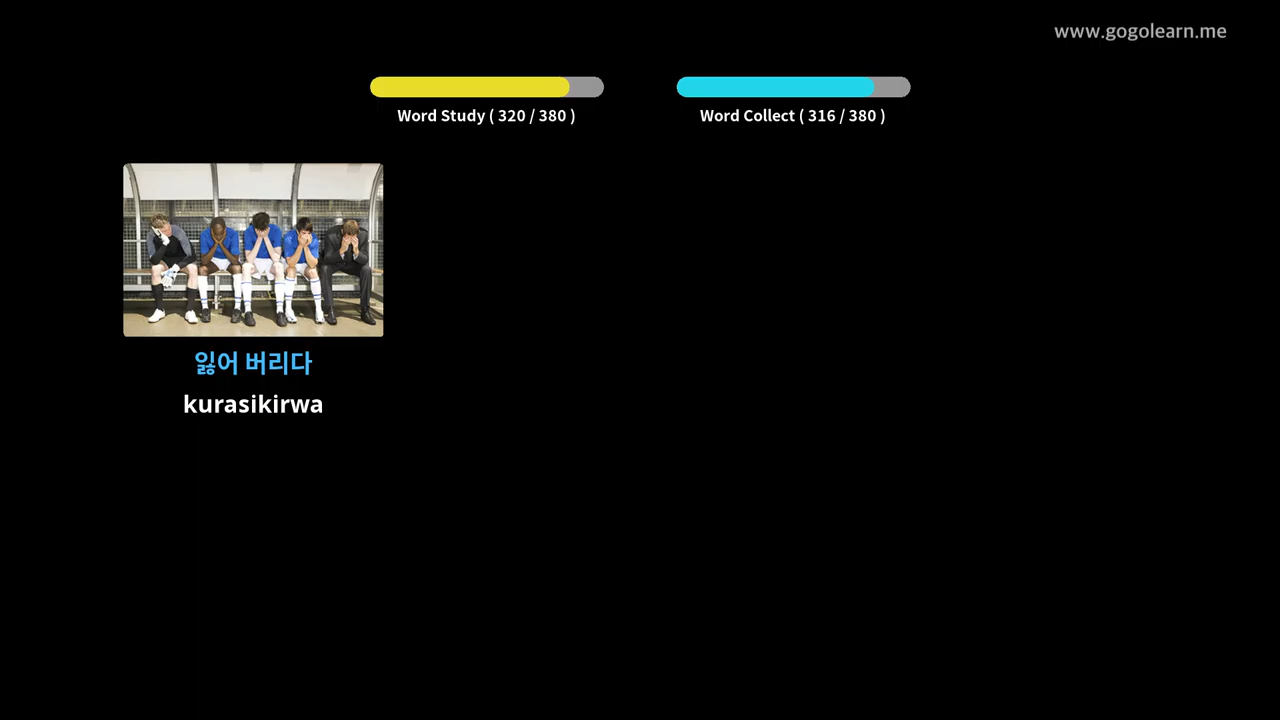 www.gogolearn.me
Word Study ( 320 / 380 )
Word Collect ( 316 / 380 )
잃어 버리다
kurasikirwa